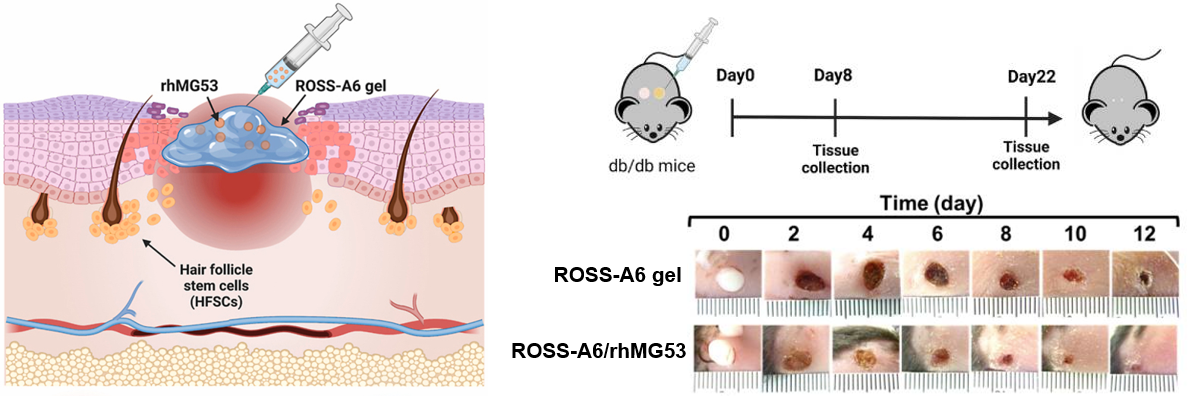 rhMG53
ROSS-A6 gel
Hair follicle
stem cells
(HFSCs)
db/db mice
Day0
Day8
Day22
Tissue
collection
Tissue
collection
Time (day)
0 2 4 6 8 10 12
ROSS-A6 gel
ROSS-A6/rhMG53